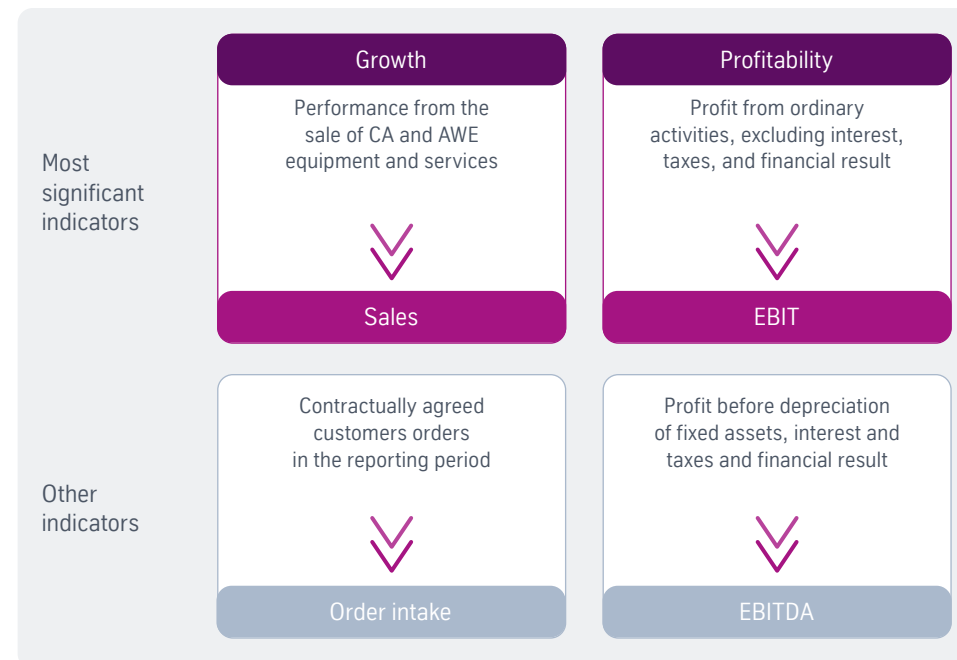 Growth
Profitability
Most
significant
indicators
Performance from the
sale of CA and AWE
equipment and services
Profit from ordinary
activities, excluding interest,
taxes, and financial result
Sales
EBIT
Other
indicators
Contractually agreed
customers orders
in the reporting period
Profit before depreciation
of fixed assets, interest and
taxes and financial result
Order intake
EBITDA